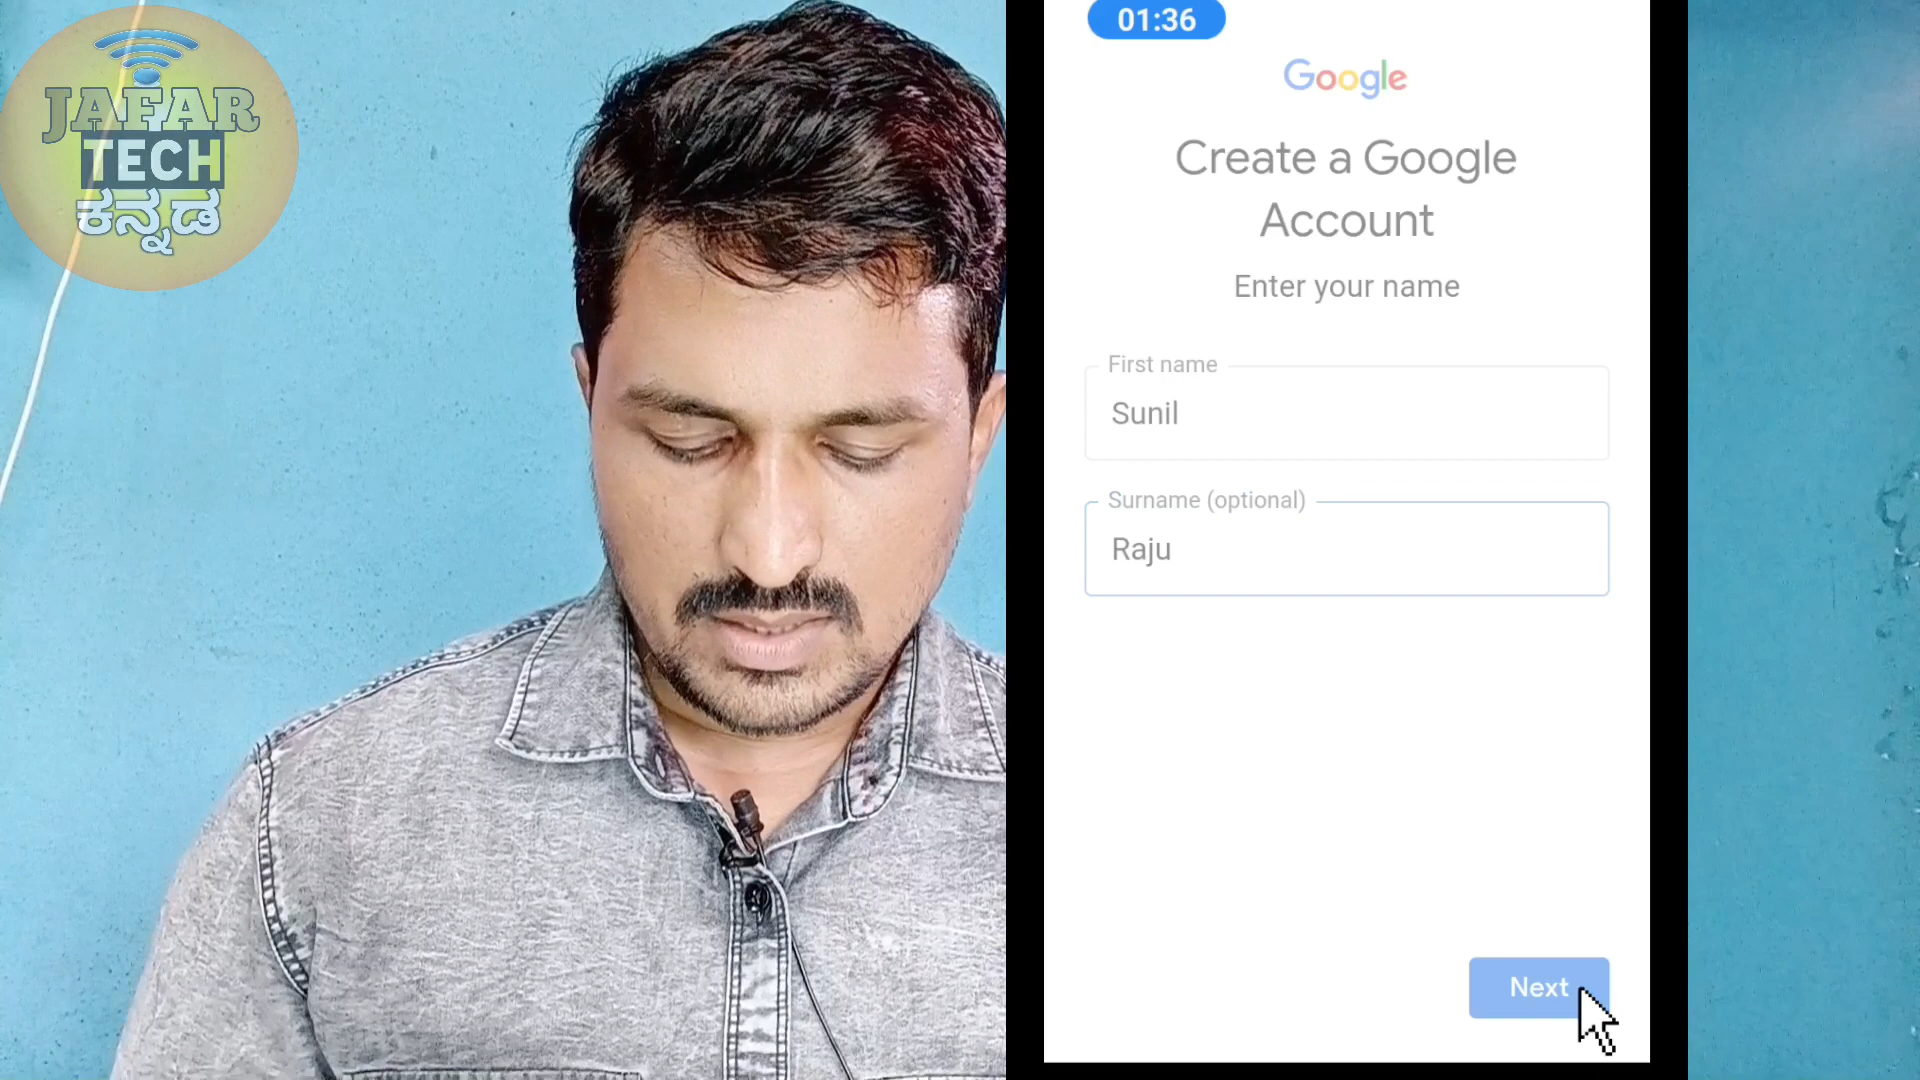 JAFAR
TECH
ಕನ್ನಡ
01:36
Google
Create a Google
Account
Enter your name
First name
Sunil
Surname (optional)
Raju
Next